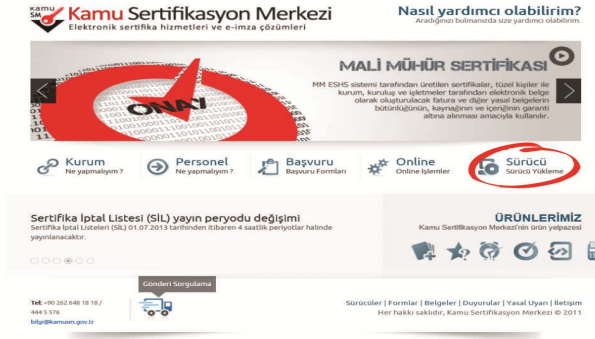 Kamu SM
Kamu Sertifikasyon Merkezi
Elektronik sertifika hizmetleri ve e-imza çözümleri
Nasıl yardımcı olabilirim?
Aradığınızı bulmanızda size yardımcı olabilirim.
ONAY
MALİ MÜHÜR SERTİFİKASI
MM ESHS sistemi tarafından üretilen sertifikalar, tüzel kişiler ile
kurum, kuruluş ve işletmeler tarafından elektronik belge
olarak oluşturulacak fatura ve diğer yasal belgelerin
bütünlüğünün, kaynağının ve içeriğinin garanti
altına alınması amacıyla kullanılır.
Kurum
Ne yapmalıyım ?
Personel
Ne yapmalıyım ?
Başvuru
Başvuru Formları
Online
Online İşlemler
Sürücü
Sürücü Yükleme
Sertifika İptal Listesi (SİL) yayın peryodu değişimi
Sertifika İptal Listeleri (SİL) 01.07.2013 tarihinden itibaren 4 saatlik periyotlar halinde
yayınlanacaktır.
ÜRÜNLERİMİZ
Kamu Sertifikasyon Merkezi'nin ürün yelpazesi
Gönderi Sorgulama
Tel: +90 262 648 18 18 /
444 5 576
bilgi@kamusm.gov.tr
Sürücüler | Formlar | Belgeler | Duyurular | Yasal Uyarı | İletişim
Her hakkı saklıdır, Kamu Sertifikasyon Merkezi © 2011